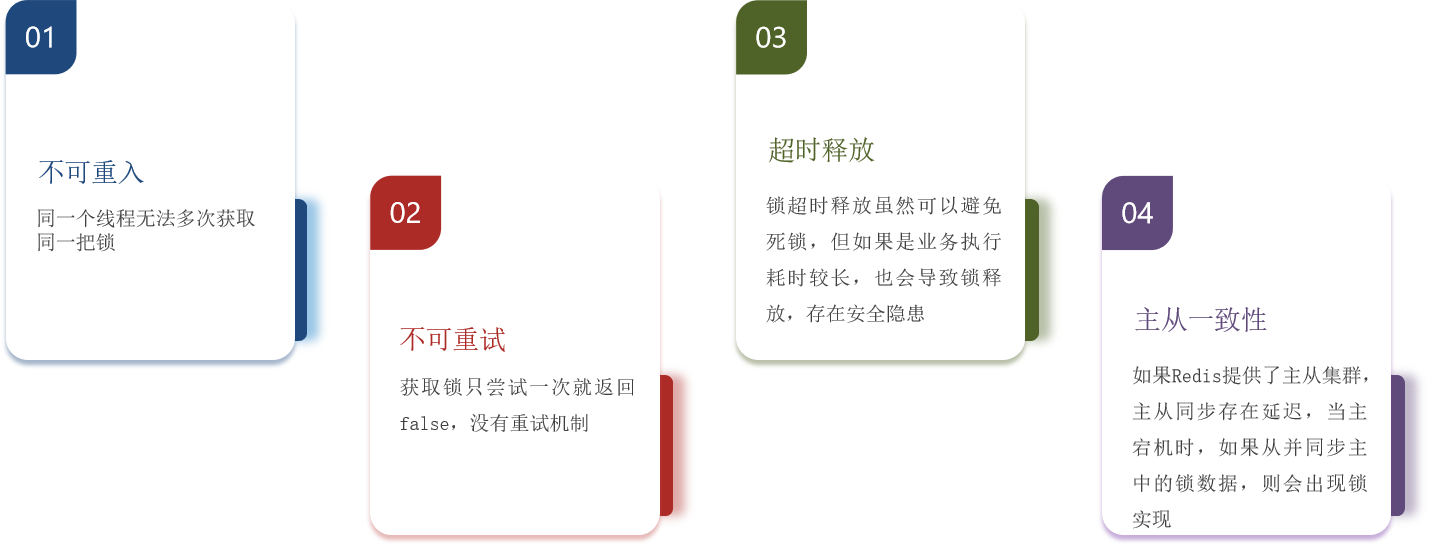 01
不可重入
同一个线程无法多次获取
同一把锁
02
不可重试
获取锁只尝试一次就返回
false，没有重试机制
03
超时释放
锁超时释放虽然可以避免
死锁，但如果是业务执行
耗时较长，也会导致锁释
放，存在安全隐患
04
主从一致性
如果Redis提供了主从集群，
主从同步存在延迟，当主
宕机时，如果从并同步主
中的锁数据，则会出现锁
实现